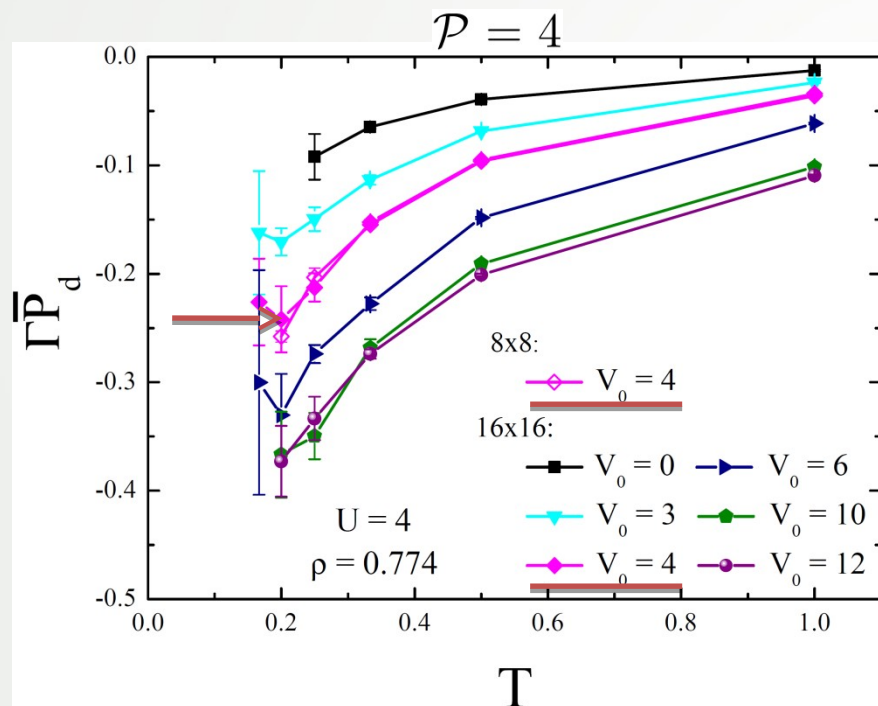 𝒫 = 4
0.0
-0.1
-0.2
-0.3
-0.4
-0.5
ΓP̅_d
8x8:
V₀ = 4
16x16:
V₀ = 0
V₀ = 6
V₀ = 3
V₀ = 10
V₀ = 4
V₀ = 12
U = 4
ρ = 0.774
0.0 0.2 0.4 0.6 0.8 1.0
T